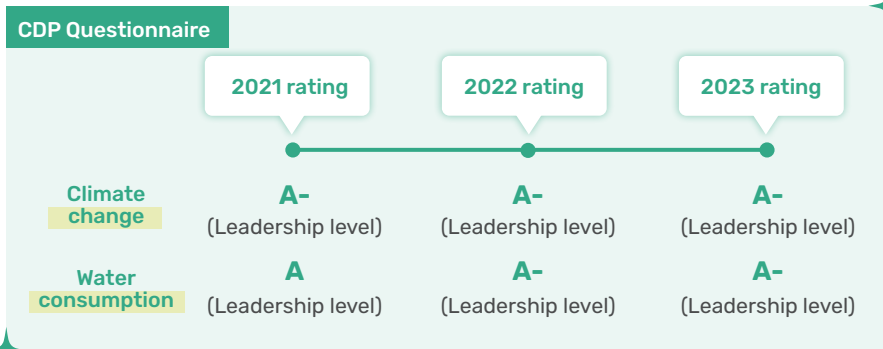 CDP Questionnaire
2021 rating
2022 rating
2023 rating
Climate
change
A-
(Leadership level)
A-
(Leadership level)
A-
(Leadership level)
Water
consumption
A
(Leadership level)
A-
(Leadership level)
A-
(Leadership level)